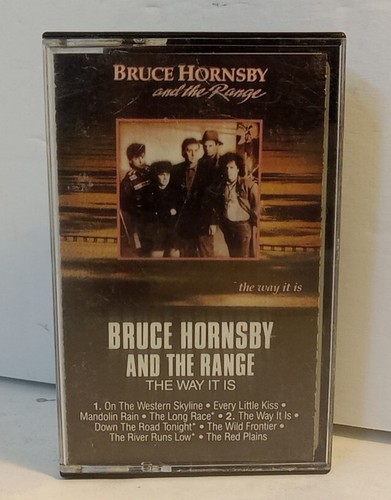 BRUCE HORNSBY
and the Range
the way it is
BRUCE HORNSBY
AND THE RANGE
THE WAY IT IS
1. On The Western Skyline • Every Little Kiss •
Mandolin Rain • The Long Race* • 2. The Way It Is •
Down The Road Tonight* • The Wild Frontier •
The River Runs Low* • The Red Plains